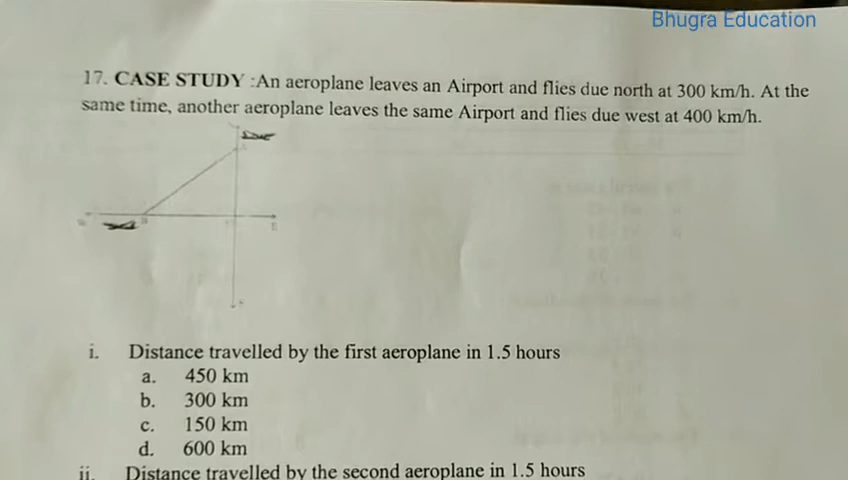 Bhugra Education
17. CASE STUDY :An aeroplane leaves an Airport and flies due north at 300 km/h. At the
same time, another aeroplane leaves the same Airport and flies due west at 400 km/h.
i. Distance travelled by the first aeroplane in 1.5 hours
a. 450 km
b. 300 km
c. 150 km
d. 600 km
ii. Distance travelled by the second aeroplane in 1.5 hours